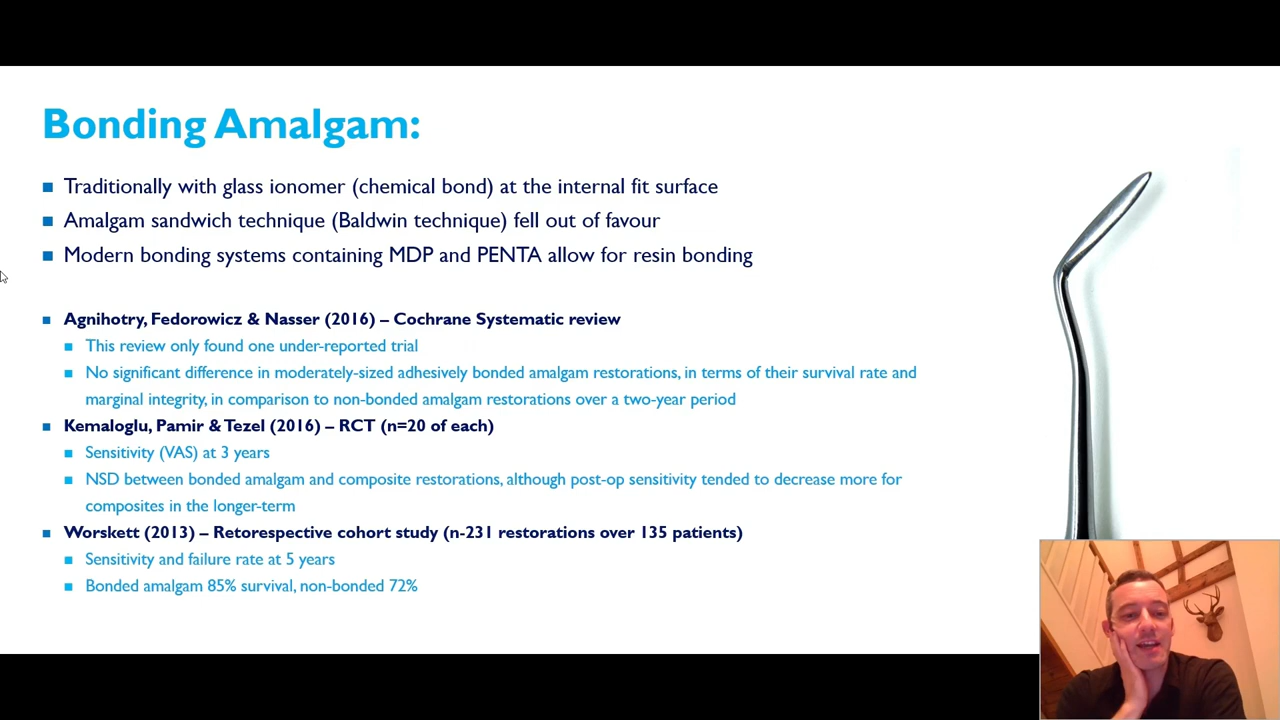 Bonding Amalgam:
Traditionally with glass ionomer (chemical bond) at the internal fit surface
Amalgam sandwich technique (Baldwin technique) fell out of favour
Modern bonding systems containing MDP and PENTA allow for resin bonding
Agnihotry, Fedorowicz & Nasser (2016) – Cochrane Systematic review
This review only found one under-reported trial
No significant difference in moderately-sized adhesively bonded amalgam restorations, in terms of their survival rate and
marginal integrity, in comparison to non-bonded amalgam restorations over a two-year period
Kemaloglu, Pamir & Tezel (2016) – RCT (n=20 of each)
Sensitivity (VAS) at 3 years
NSD between bonded amalgam and composite restorations, although post-op sensitivity tended to decrease more for
composites in the longer-term
Worskett (2013) – Retorespective cohort study (n-231 restorations over 135 patients)
Sensitivity and failure rate at 5 years
Bonded amalgam 85% survival, non-bonded 72%